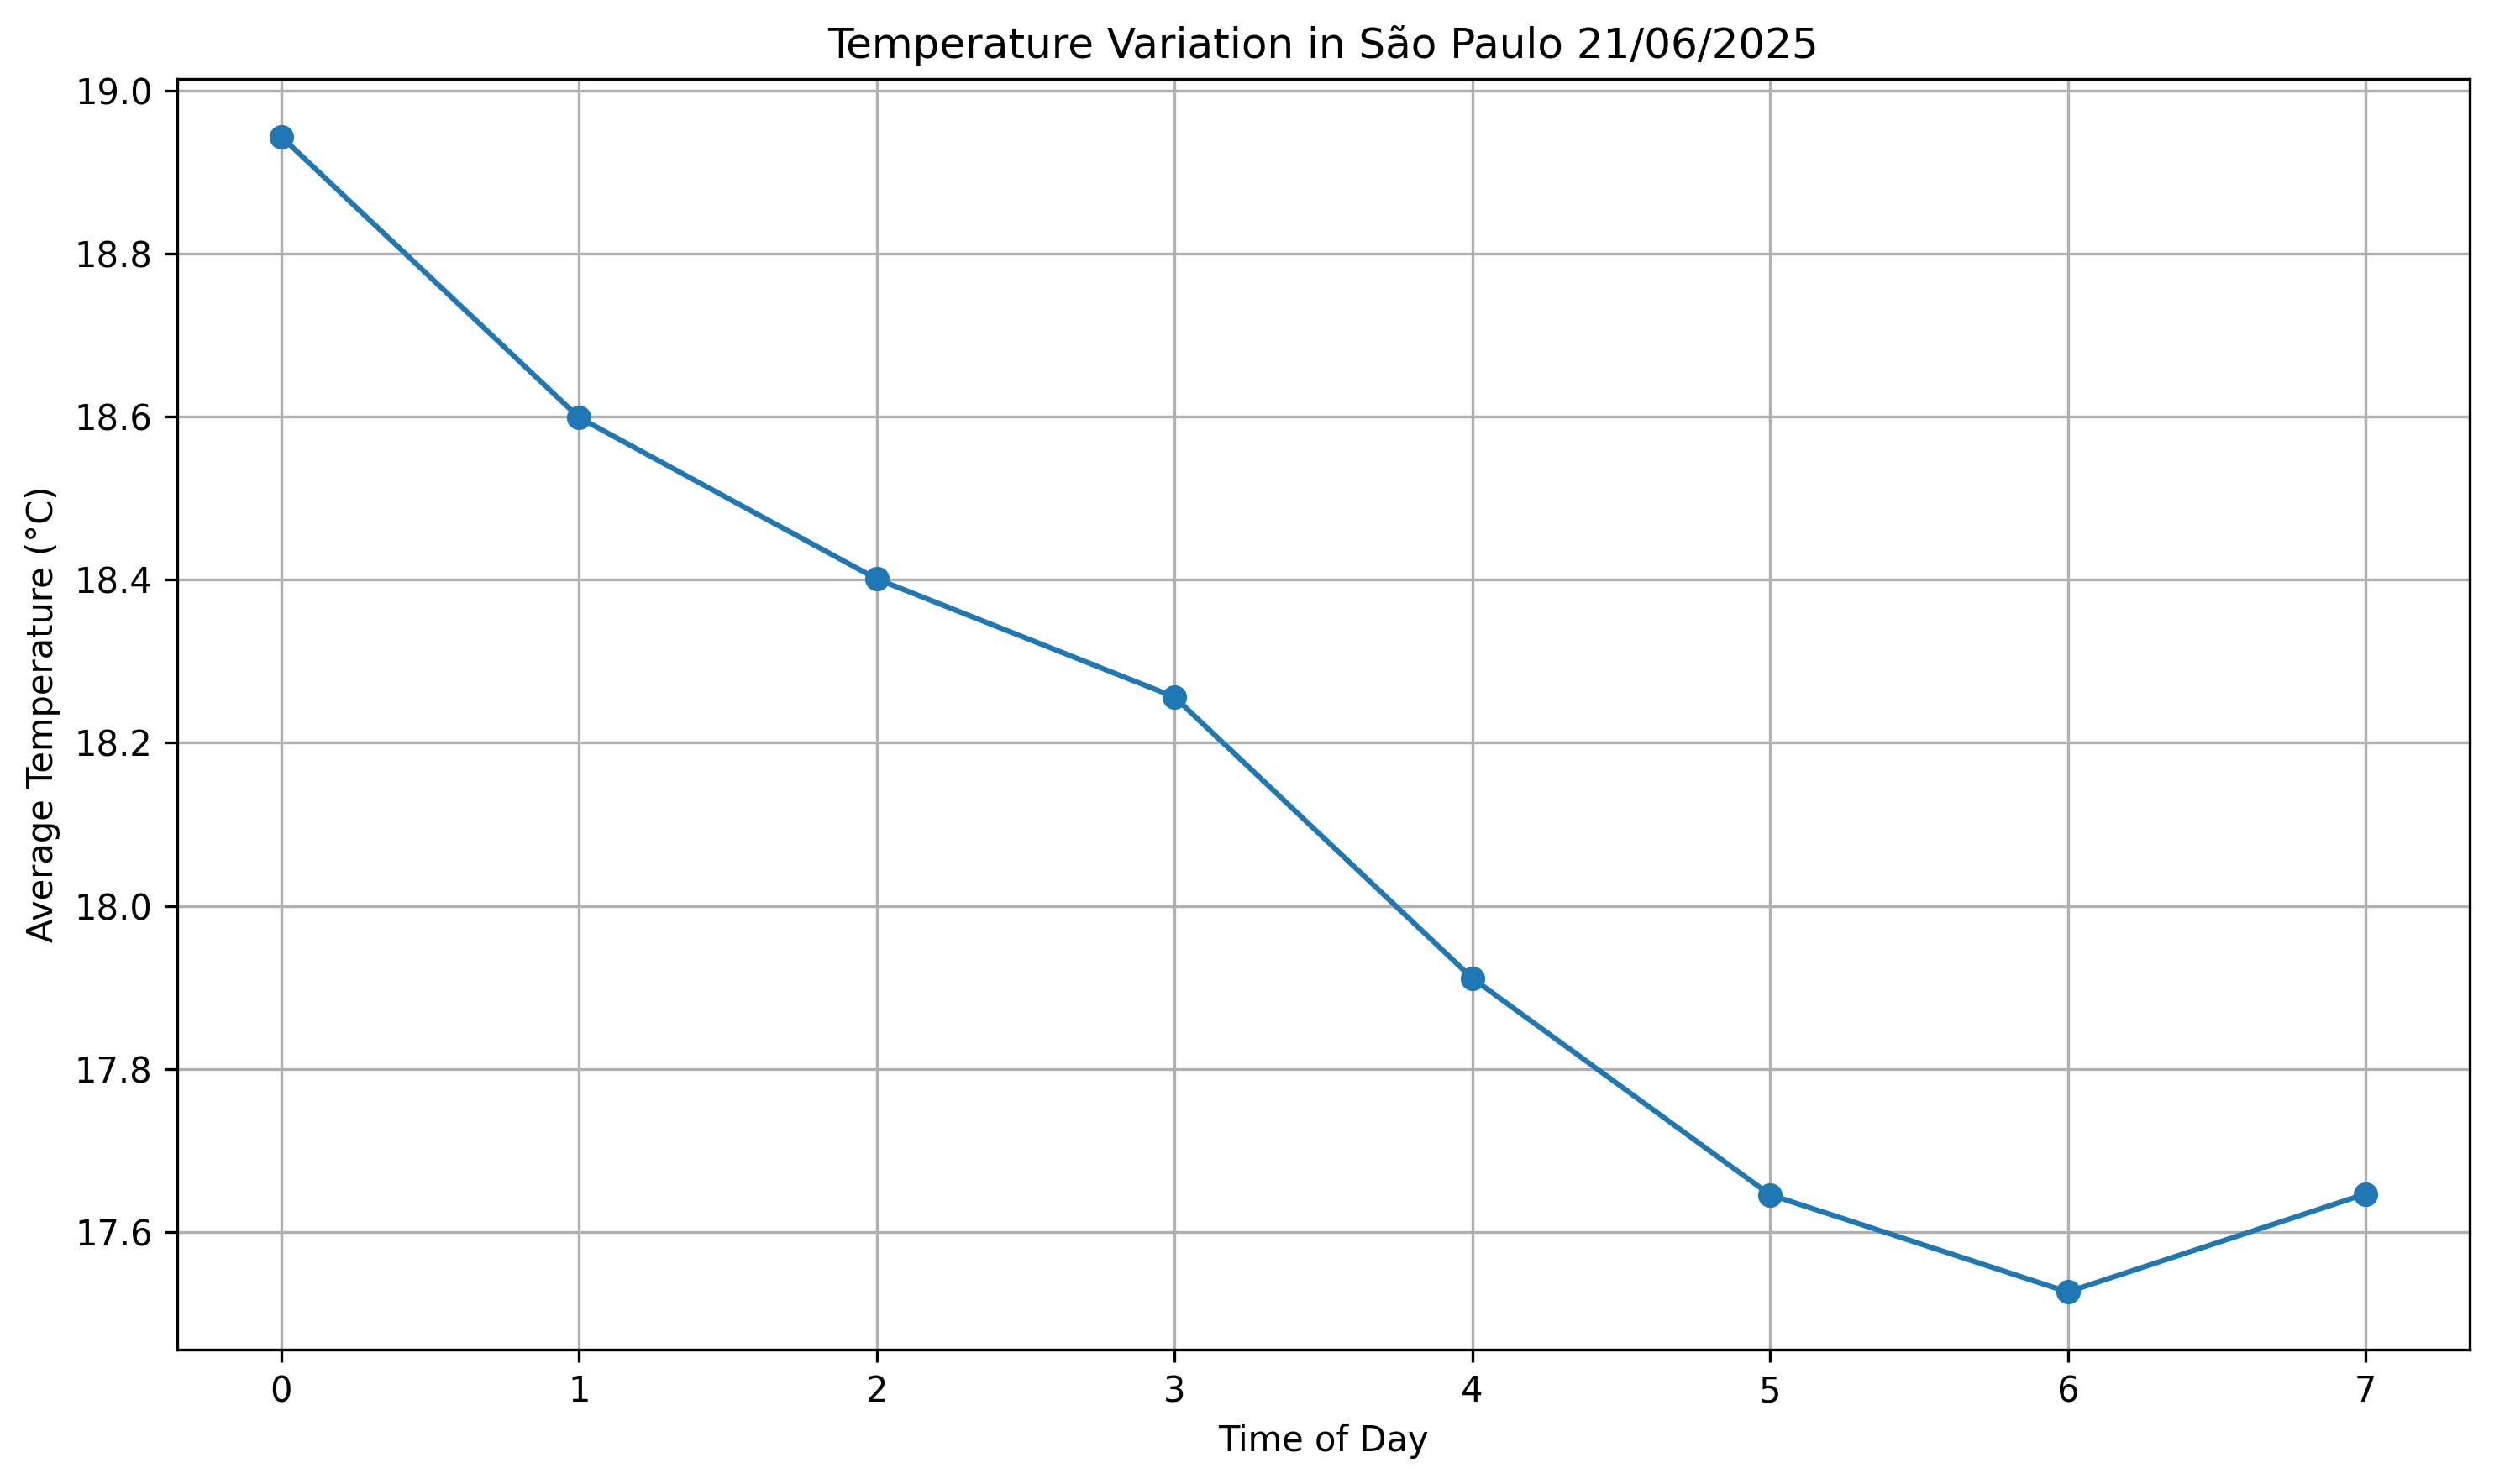 Temperature Variation in São Paulo 21/06/2025
19.0
18.8
18.6
18.4
18.2
18.0
17.8
17.6
Average Temperature (°C)
0 1 2 3 4 5 6 7
Time of Day